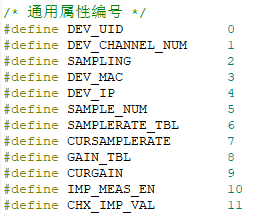 /* 通用属性编号 */
#define DEV_UID 0
#define DEV_CHANNEL_NUM 1
#define SAMPLING 2
#define DEV_MAC 3
#define DEV_IP 4
#define SAMPLE_NUM 5
#define SAMPLERATE_TBL 6
#define CURSAMPLERATE 7
#define GAIN_TBL 8
#define CURGAIN 9
#define IMP_MEAS_EN 10
#define CHX_IMP_VAL 11